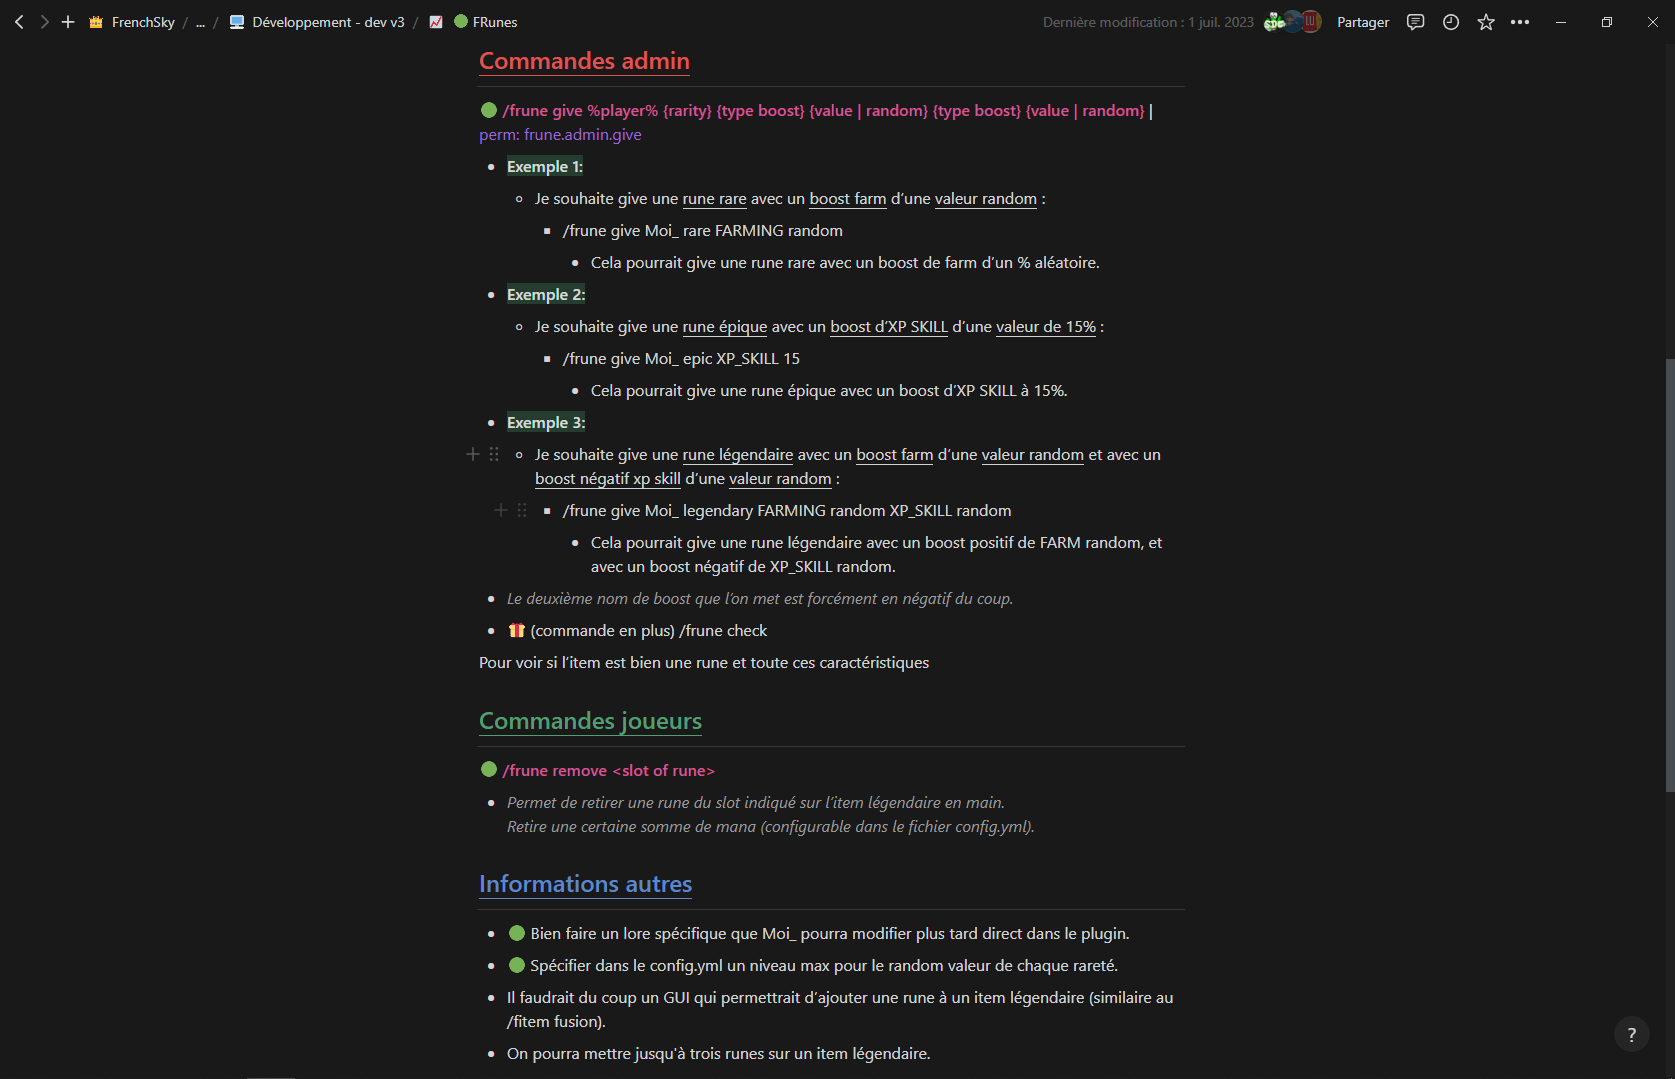 FrenchSky / ... / Développement - dev v3 / FRunes
Dernière modification : 1 juil. 2023
Partager
Commandes admin
/frune give %player% {rarity} {type boost} {value | random} {type boost} {value | random} |
perm: frune.admin.give
Exemple 1:
Je souhaite give une rune rare avec un boost farm d’une valeur random :
/frune give Moi_ rare FARMING random
Cela pourrait give une rune rare avec un boost de farm d’un % aléatoire.
Exemple 2:
Je souhaite give une rune épique avec un boost d’XP SKILL d’une valeur de 15% :
/frune give Moi_ epic XP_SKILL 15
Cela pourrait give une rune épique avec un boost d’XP SKILL à 15%.
Exemple 3:
Je souhaite give une rune légendaire avec un boost farm d’une valeur random et avec un
boost négatif xp skill d’une valeur random :
/frune give Moi_ legendary FARMING random XP_SKILL random
Cela pourrait give une rune légendaire avec un boost positif de FARM random, et
avec un boost négatif de XP_SKILL random.
Le deuxième nom de boost que l’on met est forcément en négatif du coup.
(commande en plus) /frune check
Pour voir si l’item est bien une rune et toute ces caractéristiques
Commandes joueurs
/frune remove <slot of rune>
Permet de retirer une rune du slot indiqué sur l’item légendaire en main.
Retire une certaine somme de mana (configurable dans le fichier config.yml).
Informations autres
Bien faire un lore spécifique que Moi_ pourra modifier plus tard direct dans le plugin.
Spécifier dans le config.yml un niveau max pour le random valeur de chaque rareté.
Il faudrait du coup un GUI qui permettrait d’ajouter une rune à un item légendaire (similaire au
/fitem fusion).
On pourra mettre jusqu'à trois runes sur un item légendaire.
?